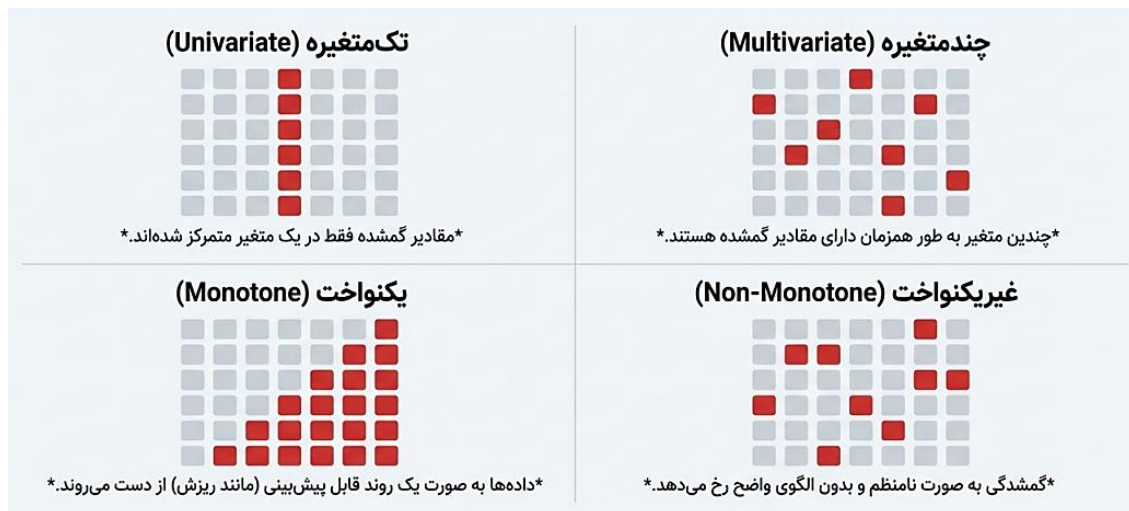 چندمتغیره (Multivariate)
*چندین متغیر به طور همزمان دارای مقادیر گمشده هستند.*
تک‌متغیره (Univariate)
*مقادیر گمشده فقط در یک متغیر متمرکز شده‌اند.*
غیریکنواخت (Non-Monotone)
*گمشدگی به صورت نامنظم و بدون الگوی واضح رخ می‌دهد.*
یکنواخت (Monotone)
*داده‌ها به صورت یک روند قابل پیش‌بینی (مانند ریزش) از دست می‌روند.*